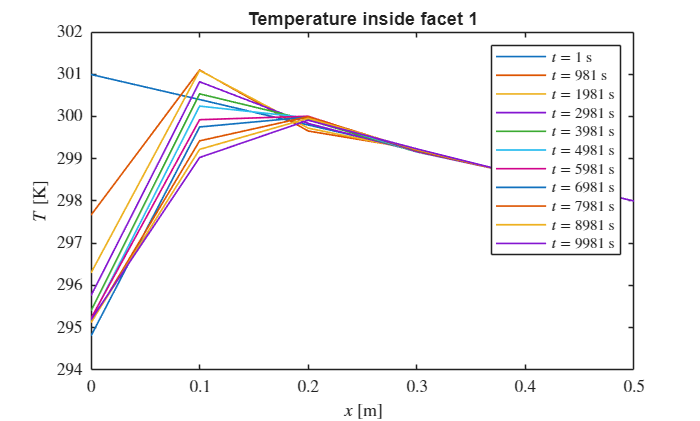 Temperature inside facet 1
302
301
300
299
298
297
296
295
294
T [K]
0
0.1
0.2
0.3
0.4
0.5
x [m]
t = 1 s
t = 981 s
t = 1981 s
t = 2981 s
t = 3981 s
t = 4981 s
t = 5981 s
t = 6981 s
t = 7981 s
t = 8981 s
t = 9981 s